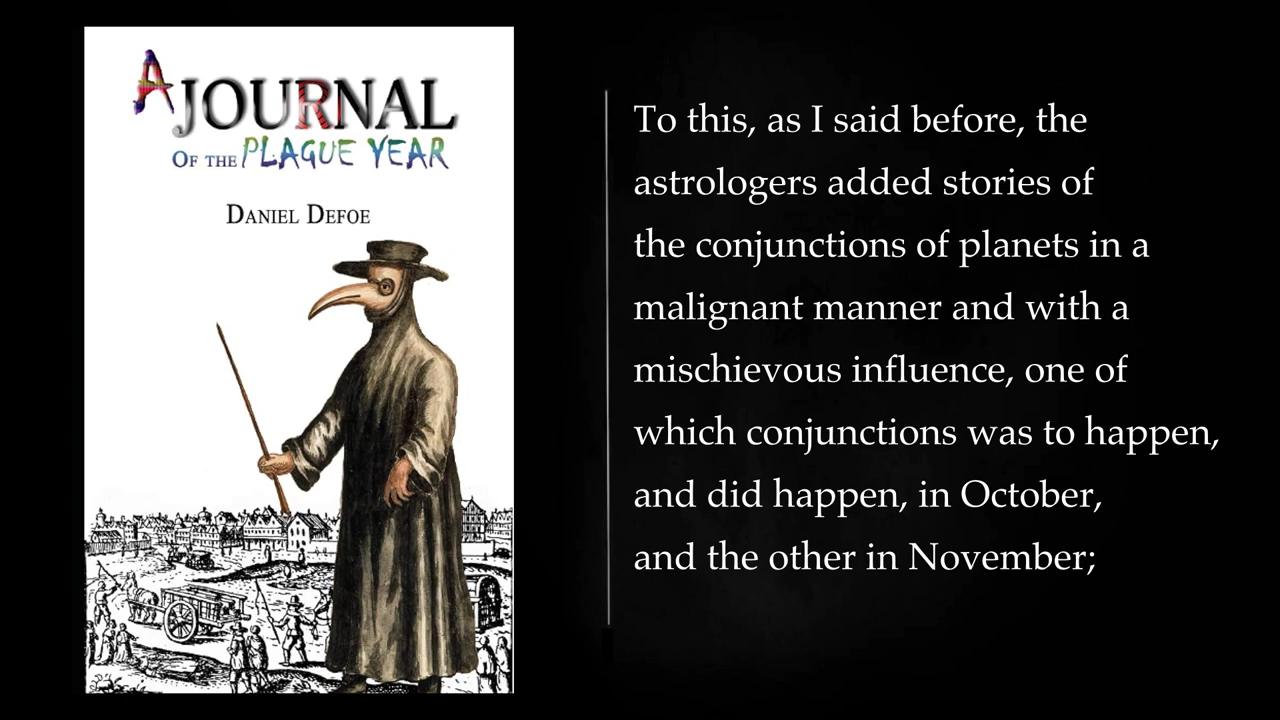 A JOURNAL
OF THE PLAGUE YEAR
DANIEL DEFOE
To this, as I said before, the
astrologers added stories of
the conjunctions of planets in a
malignant manner and with a
mischievous influence, one of
which conjunctions was to happen,
and did happen, in October,
and the other in November;